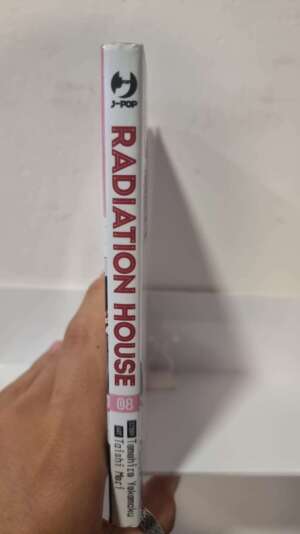 J-POP
RADIATION HOUSE
08
Tomohiro Yokomaku
Taishi Mori